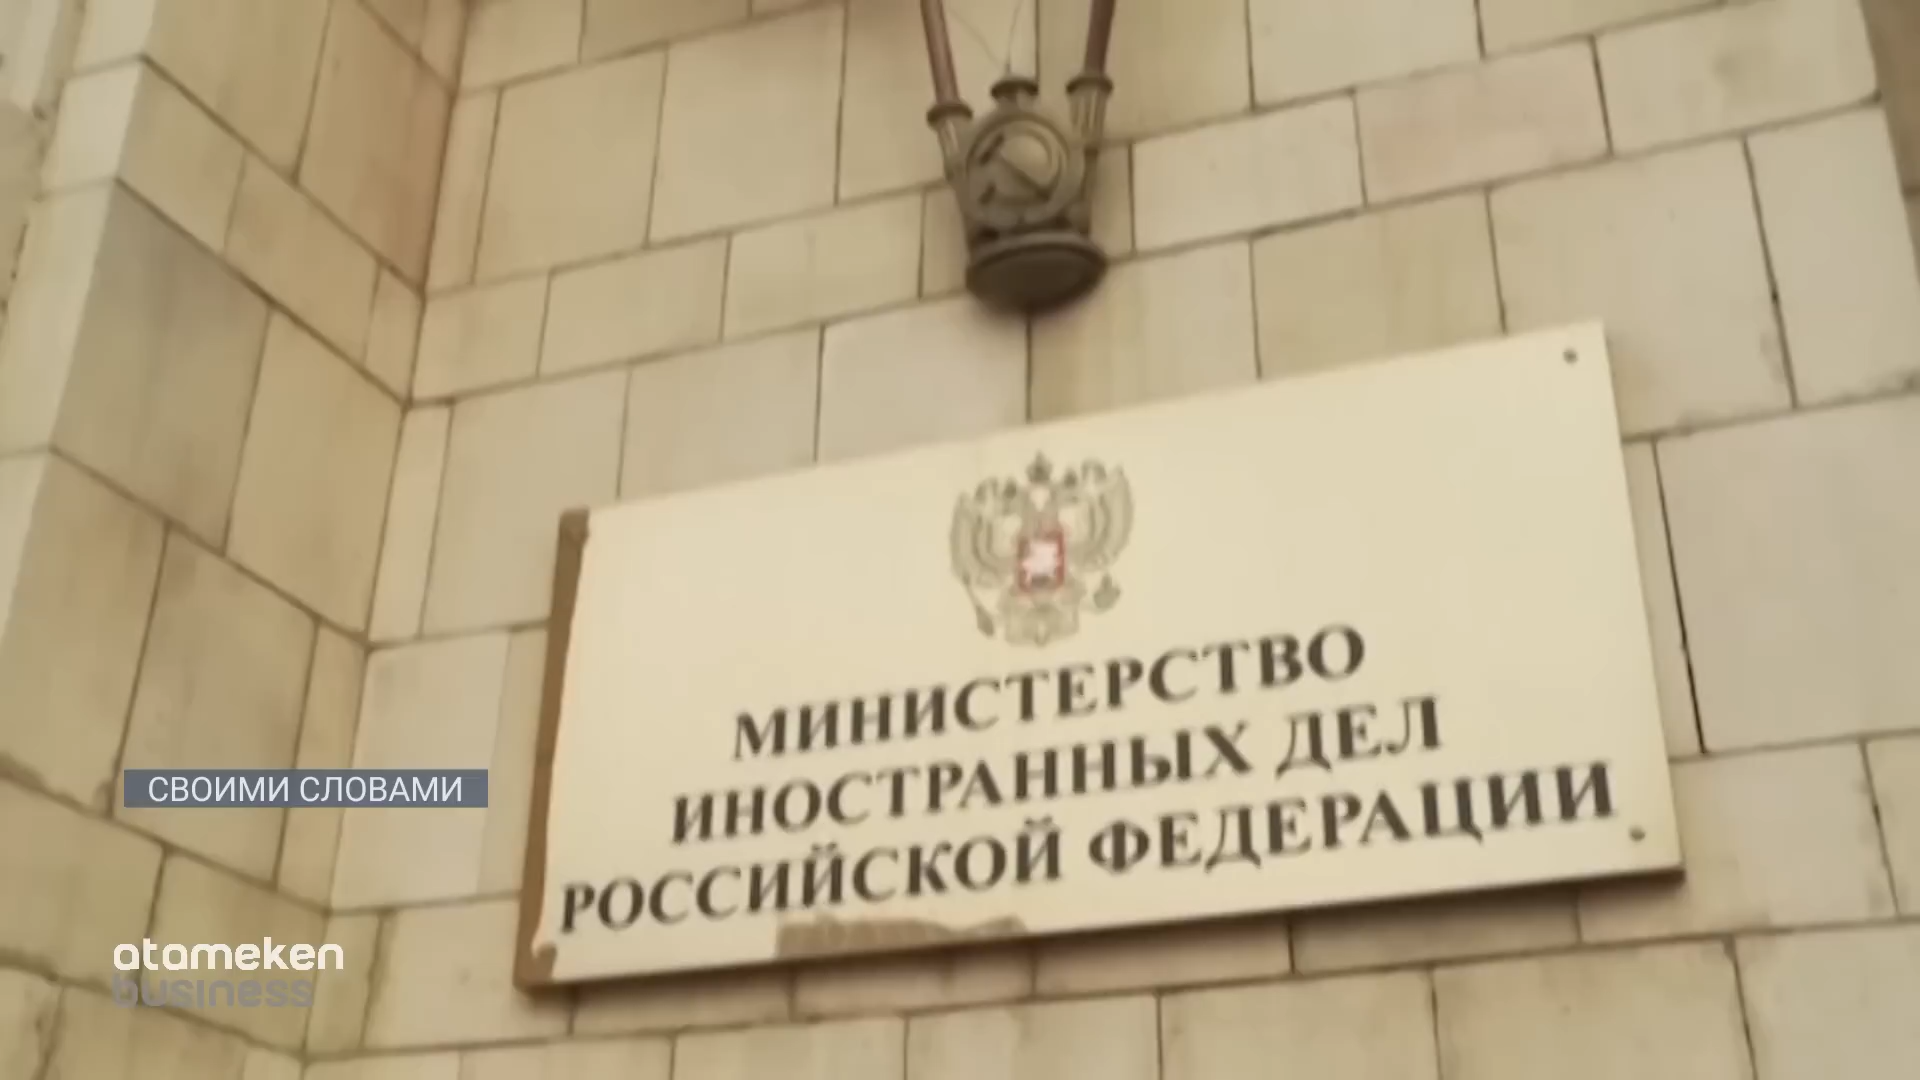 МИНИСТЕРСТВО
ИНОСТРАННЫХ ДЕЛ
РОССИЙСКОЙ ФЕДЕРАЦИИ
СВОИМИ СЛОВАМИ
atameken
business